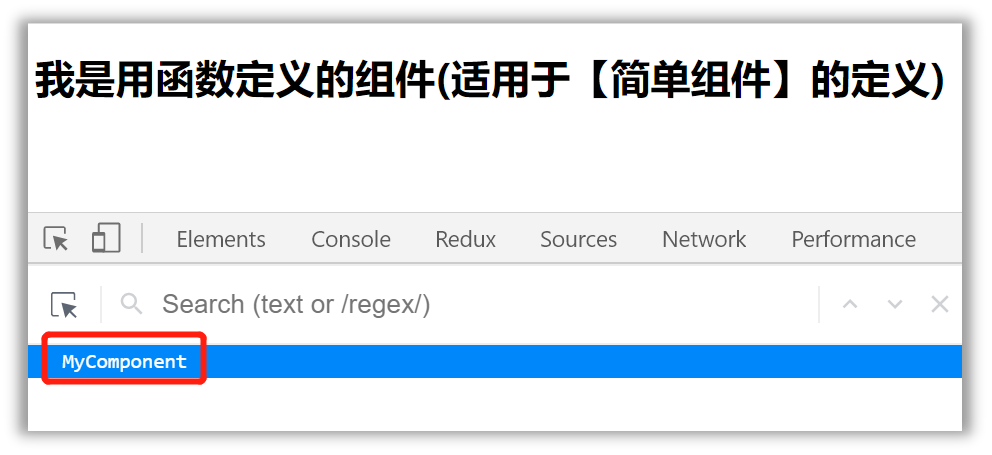 我是用函数定义的组件(适用于【简单组件】的定义)
Elements Console Redux Sources Network Performance
Search (text or /regex/)
MyComponent